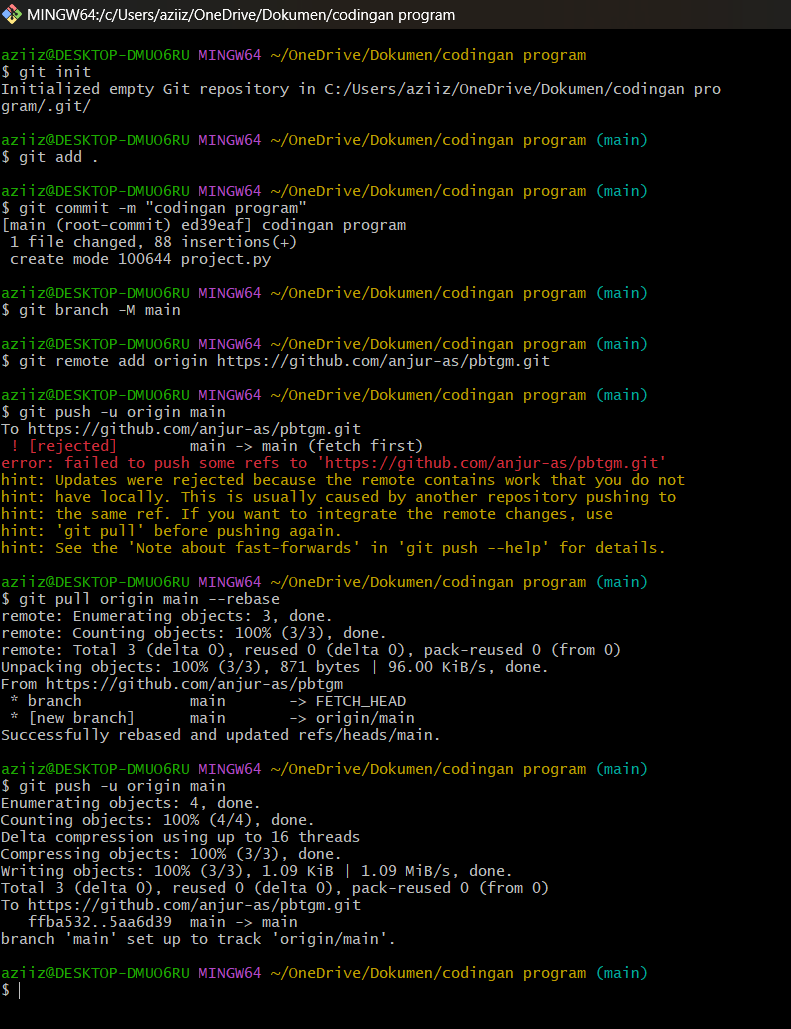 MINGW64:/c/Users/aziiz/OneDrive/Dokumen/codingan program
aziiz@DESKTOP-DMUO6RU MINGW64 ~/OneDrive/Dokumen/codingan program
$ git init
Initialized empty Git repository in C:/Users/aziiz/OneDrive/Dokumen/codingan pro
gram/.git/
aziiz@DESKTOP-DMUO6RU MINGW64 ~/OneDrive/Dokumen/codingan program (main)
$ git add .
aziiz@DESKTOP-DMUO6RU MINGW64 ~/OneDrive/Dokumen/codingan program (main)
$ git commit -m "codingan program"
[main (root-commit) ed39eaf] codingan program
 1 file changed, 88 insertions(+)
 create mode 100644 project.py
aziiz@DESKTOP-DMUO6RU MINGW64 ~/OneDrive/Dokumen/codingan program (main)
$ git branch -M main
aziiz@DESKTOP-DMUO6RU MINGW64 ~/OneDrive/Dokumen/codingan program (main)
$ git remote add origin https://github.com/anjur-as/pbtgm.git
aziiz@DESKTOP-DMUO6RU MINGW64 ~/OneDrive/Dokumen/codingan program (main)
$ git push -u origin main
To https://github.com/anjur-as/pbtgm.git
 ! [rejected]        main -> main (fetch first)
error: failed to push some refs to 'https://github.com/anjur-as/pbtgm.git'
hint: Updates were rejected because the remote contains work that you do not
hint: have locally. This is usually caused by another repository pushing to
hint: the same ref. If you want to integrate the remote changes, use
hint: 'git pull' before pushing again.
hint: See the 'Note about fast-forwards' in 'git push --help' for details.
aziiz@DESKTOP-DMUO6RU MINGW64 ~/OneDrive/Dokumen/codingan program (main)
$ git pull origin main --rebase
remote: Enumerating objects: 3, done.
remote: Counting objects: 100% (3/3), done.
remote: Total 3 (delta 0), reused 0 (delta 0), pack-reused 0 (from 0)
Unpacking objects: 100% (3/3), 871 bytes | 96.00 KiB/s, done.
From https://github.com/anjur-as/pbtgm
 * branch            main       -> FETCH_HEAD
 * [new branch]      main       -> origin/main
Successfully rebased and updated refs/heads/main.
aziiz@DESKTOP-DMUO6RU MINGW64 ~/OneDrive/Dokumen/codingan program (main)
$ git push -u origin main
Enumerating objects: 4, done.
Counting objects: 100% (4/4), done.
Delta compression using up to 16 threads
Compressing objects: 100% (3/3), done.
Writing objects: 100% (3/3), 1.09 KiB | 1.09 MiB/s, done.
Total 3 (delta 0), reused 0 (delta 0), pack-reused 0 (from 0)
To https://github.com/anjur-as/pbtgm.git
   ffba532..5aa6d39  main -> main
branch 'main' set up to track 'origin/main'.
aziiz@DESKTOP-DMUO6RU MINGW64 ~/OneDrive/Dokumen/codingan program (main)
$